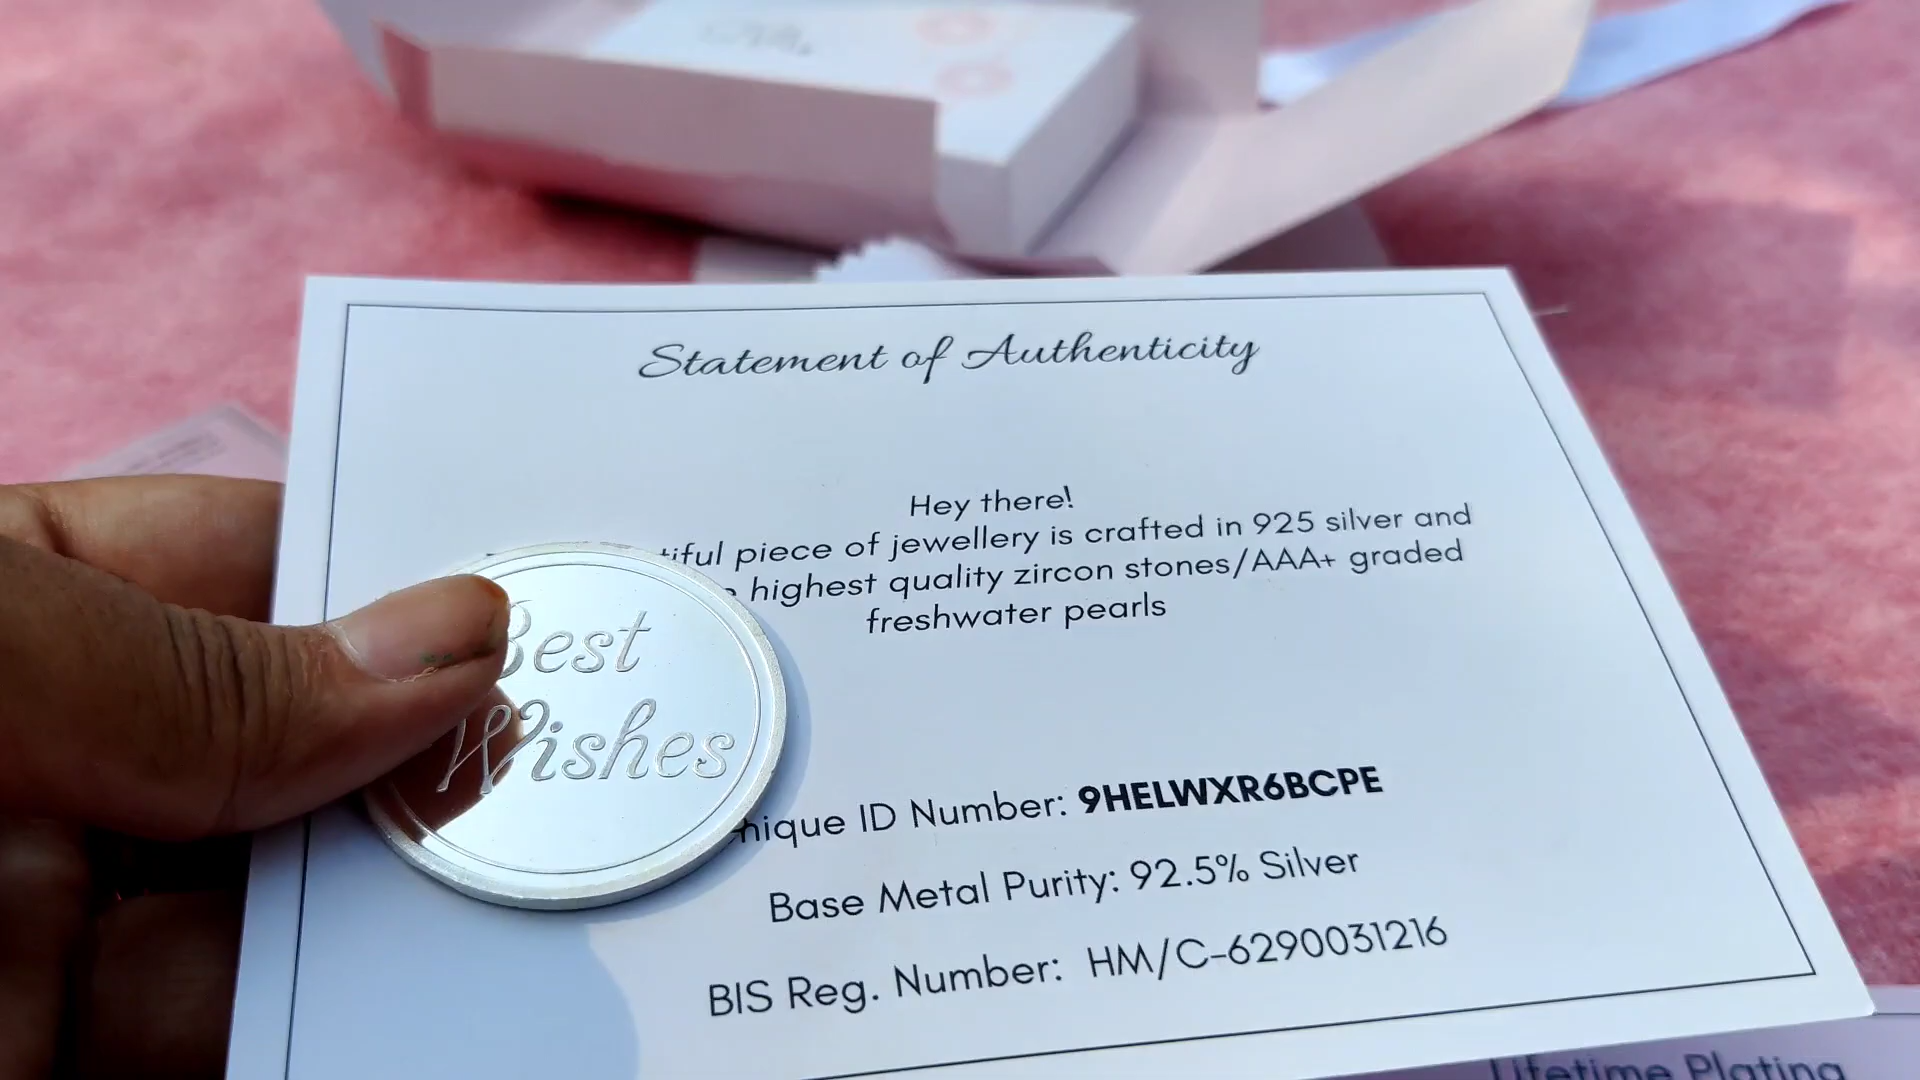 Statement of Authenticity
Hey there!
tiful piece of jewellery is crafted in 925 silver and
highest quality zircon stones/AAA+ graded
freshwater pearls
Best
Wishes
nique ID Number: 9HELWXR6BCPE
Base Metal Purity: 92.5% Silver
BIS Reg. Number: HM/C-6290031216
Lifetime Plating